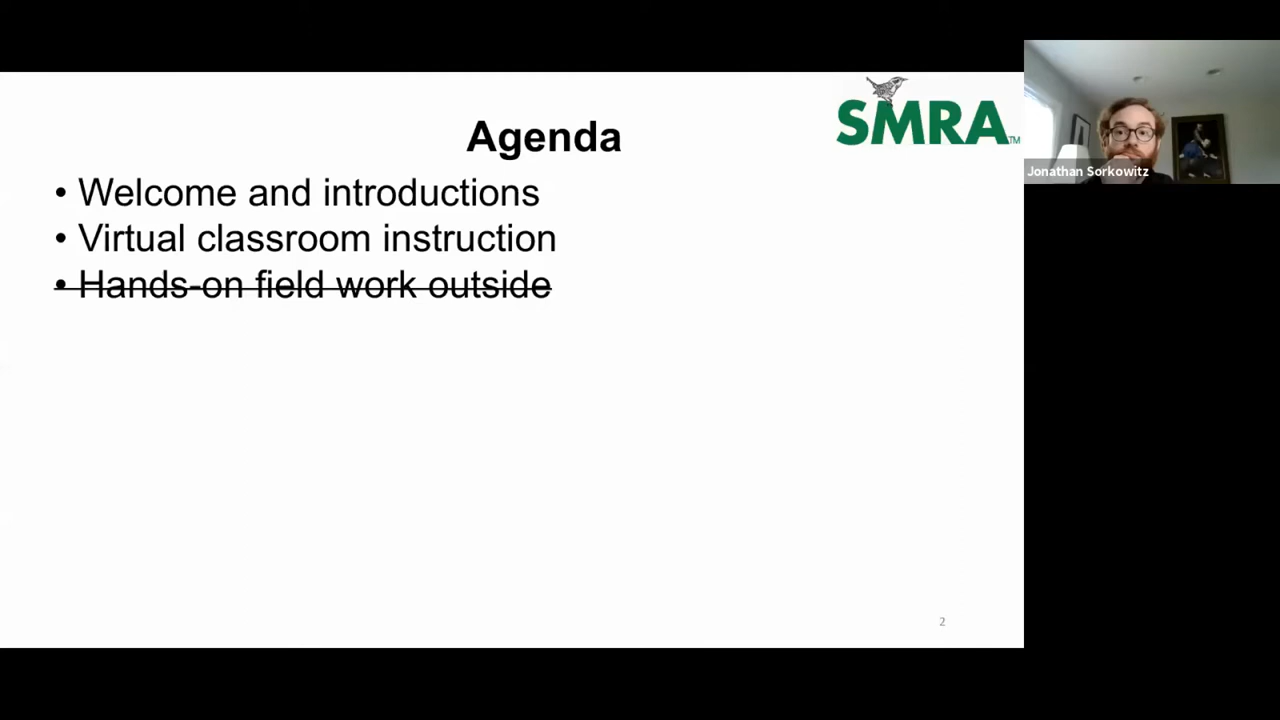 SMRA TM
Agenda
• Welcome and introductions
• Virtual classroom instruction
• Hands-on field work outside
2
Jonathan Sorkowitz